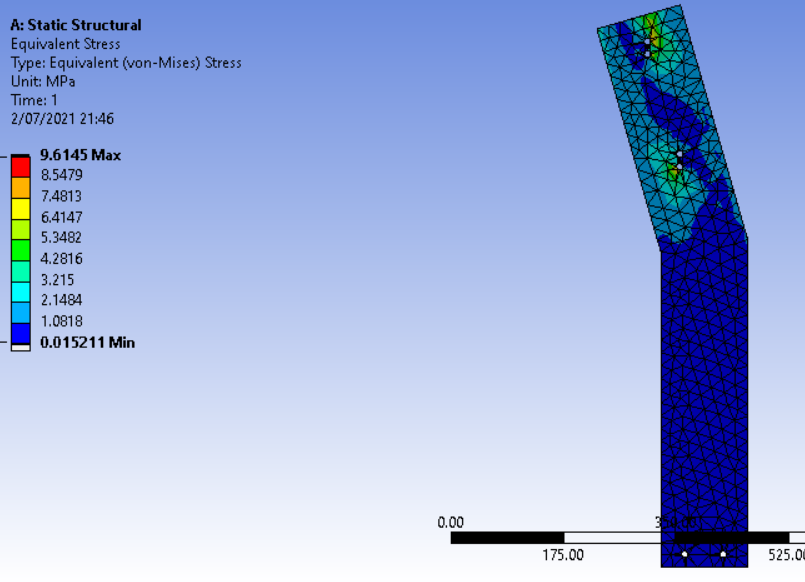 A: Static Structural
Equivalent Stress
Type: Equivalent (von-Mises) Stress
Unit: MPa
Time: 1
2/07/2021 21:46
9.6145 Max
8.5479
7.4813
6.4147
5.3482
4.2816
3.215
2.1484
1.0818
0.015211 Min
0.00
175.00